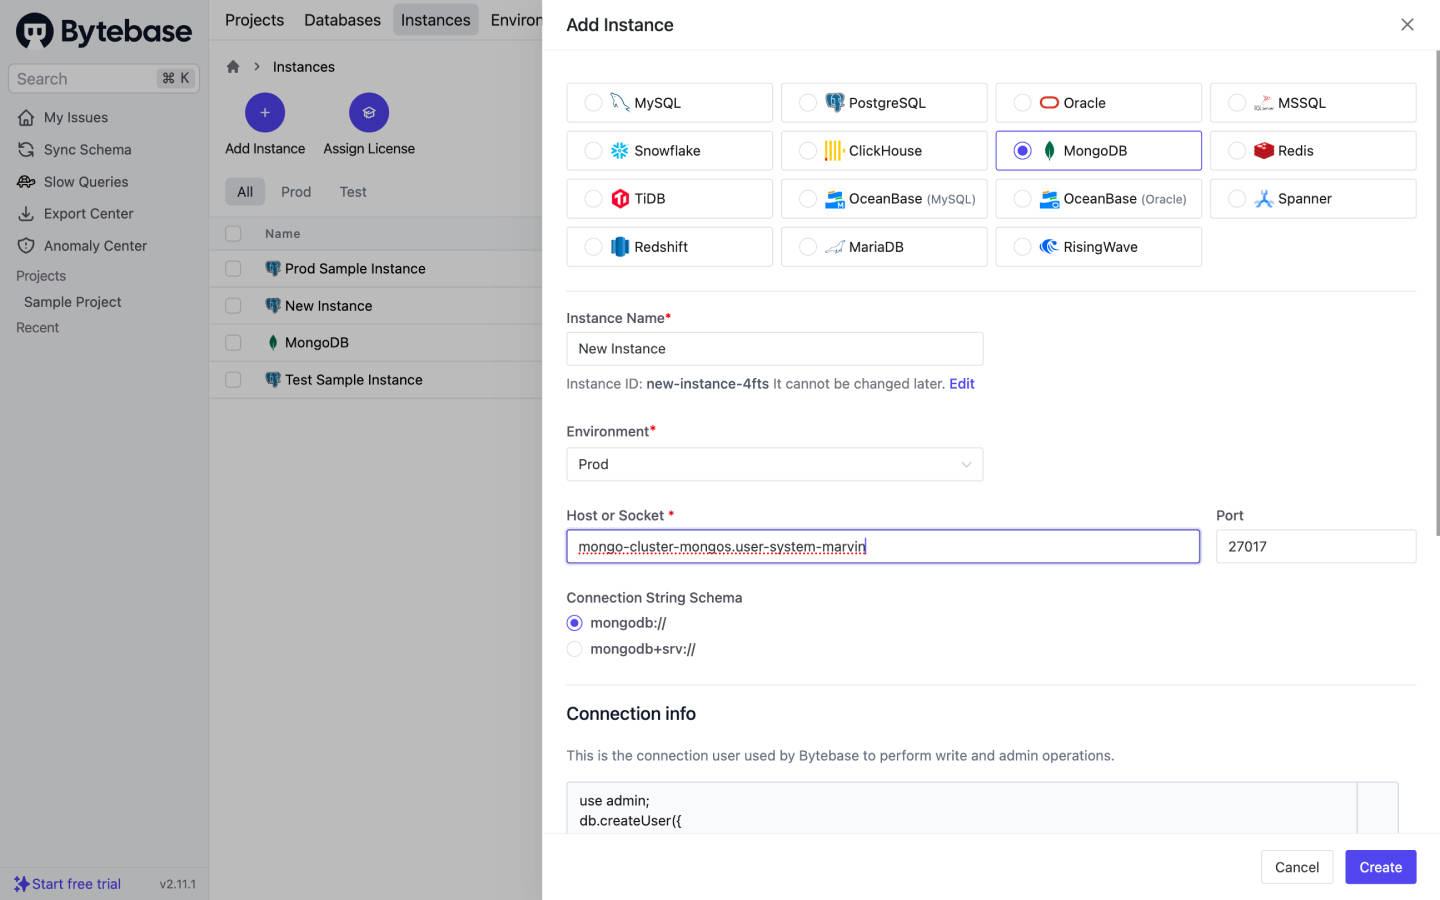 Bytebase
Search ⌘ K
My Issues
Sync Schema
Slow Queries
Export Center
Anomaly Center
Projects
Sample Project
Recent
Start free trial v2.11.1
Projects Databases Instances Environ
Instances
Add Instance Assign License
All Prod Test
Name
Prod Sample Instance
New Instance
MongoDB
Test Sample Instance
Add Instance
MySQL PostgreSQL Oracle MSSQL
Snowflake ClickHouse MongoDB Redis
TiDB OceanBase (MySQL) OceanBase (Oracle) Spanner
Redshift MariaDB RisingWave
Instance Name*
New Instance
Instance ID: new-instance-4fts It cannot be changed later. Edit
Environment*
Prod
Host or Socket * Port
mongo-cluster-mongos.user-system-marvin 27017
Connection String Schema
mongodb://
mongodb+srv://
Connection info
This is the connection user used by Bytebase to perform write and admin operations.
use admin;
db.createUser({
Cancel Create